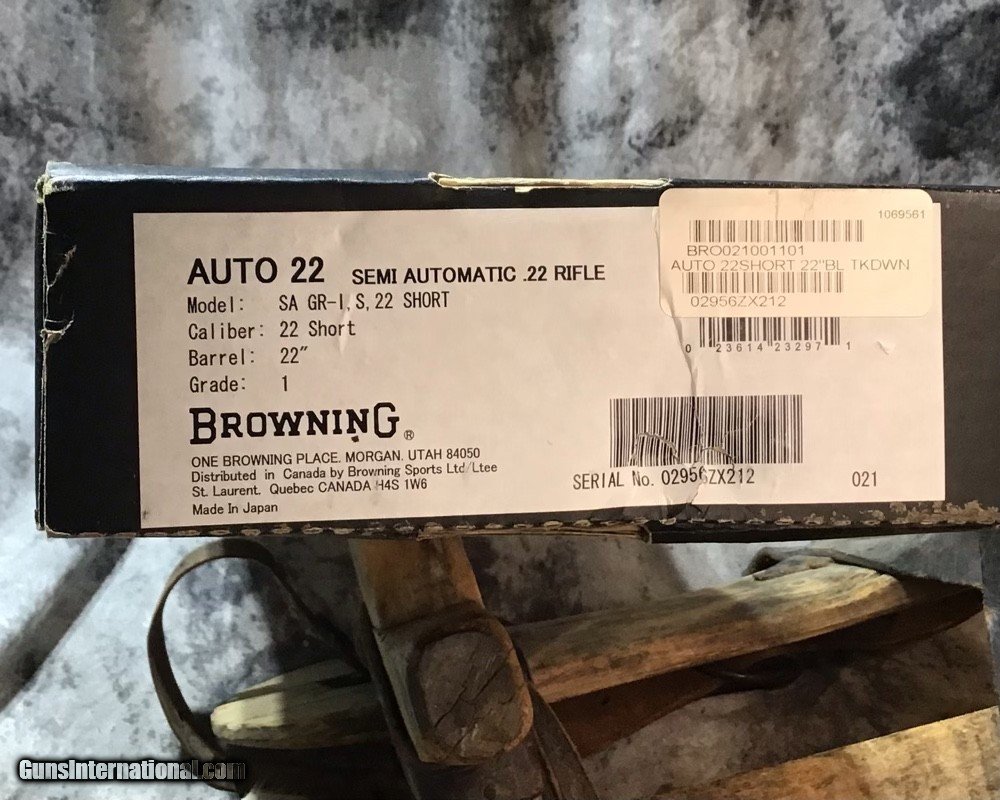 1069561
BRO021001101
AUTO 22SHORT 22"BL TKDWN
02956ZX212
0 23614 23297 1
AUTO 22 SEMI AUTOMATIC .22 RIFLE
Model: SA GR-I, S, 22 SHORT
Caliber: 22 Short
Barrel: 22"
Grade: 1
BROWNING®
ONE BROWNING PLACE. MORGAN. UTAH 84050
Distributed in Canada by Browning Sports Ltd/Ltee
St. Laurent. Quebec CANADA H4S 1W6
Made In Japan
SERIAL No. 02956ZX212
021
GunsInternational.com